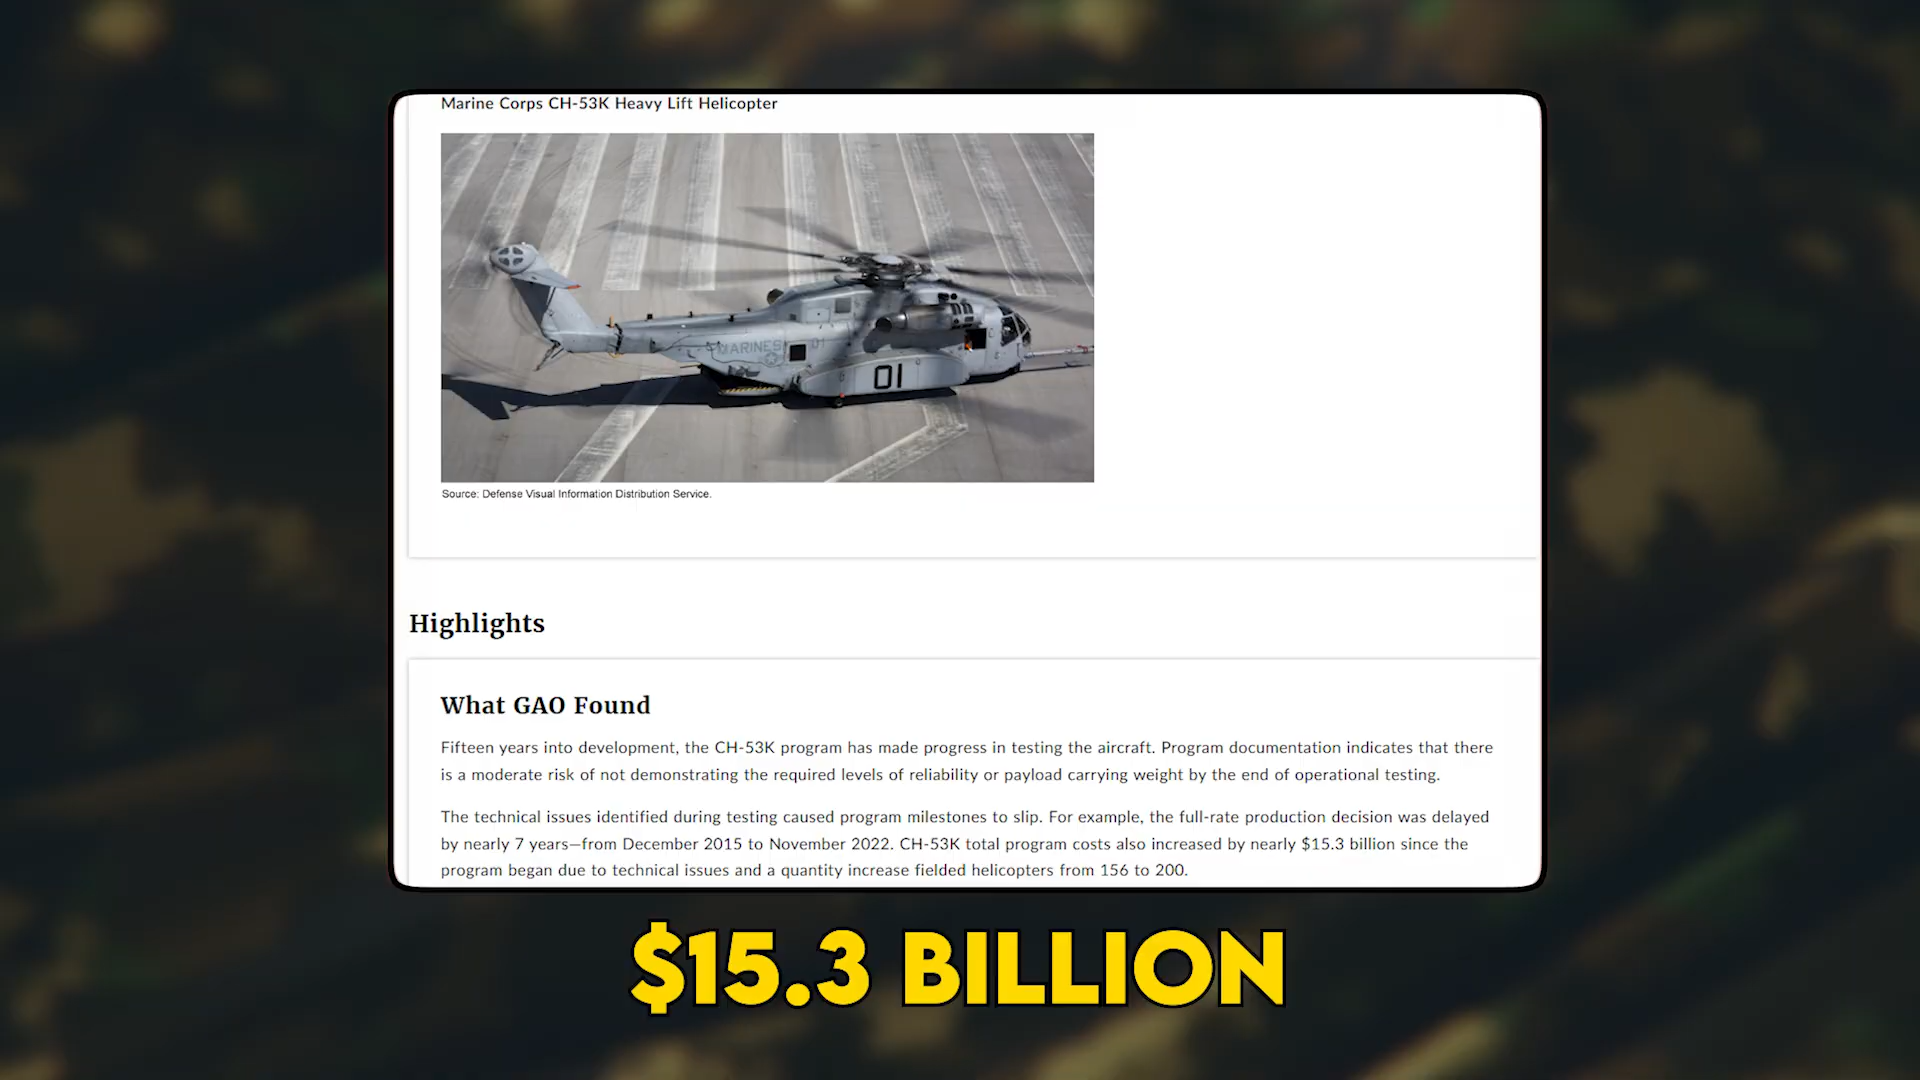 Marine Corps CH-53K Heavy Lift Helicopter
MARINES 01
01
Source: Defense Visual Information Distribution Service.
Highlights
What GAO Found
Fifteen years into development, the CH-53K program has made progress in testing the aircraft. Program documentation indicates that there
is a moderate risk of not demonstrating the required levels of reliability or payload carrying weight by the end of operational testing.
The technical issues identified during testing caused program milestones to slip. For example, the full-rate production decision was delayed
by nearly 7 years—from December 2015 to November 2022. CH-53K total program costs also increased by nearly $15.3 billion since the
program began due to technical issues and a quantity increase fielded helicopters from 156 to 200.
$15.3 BILLION